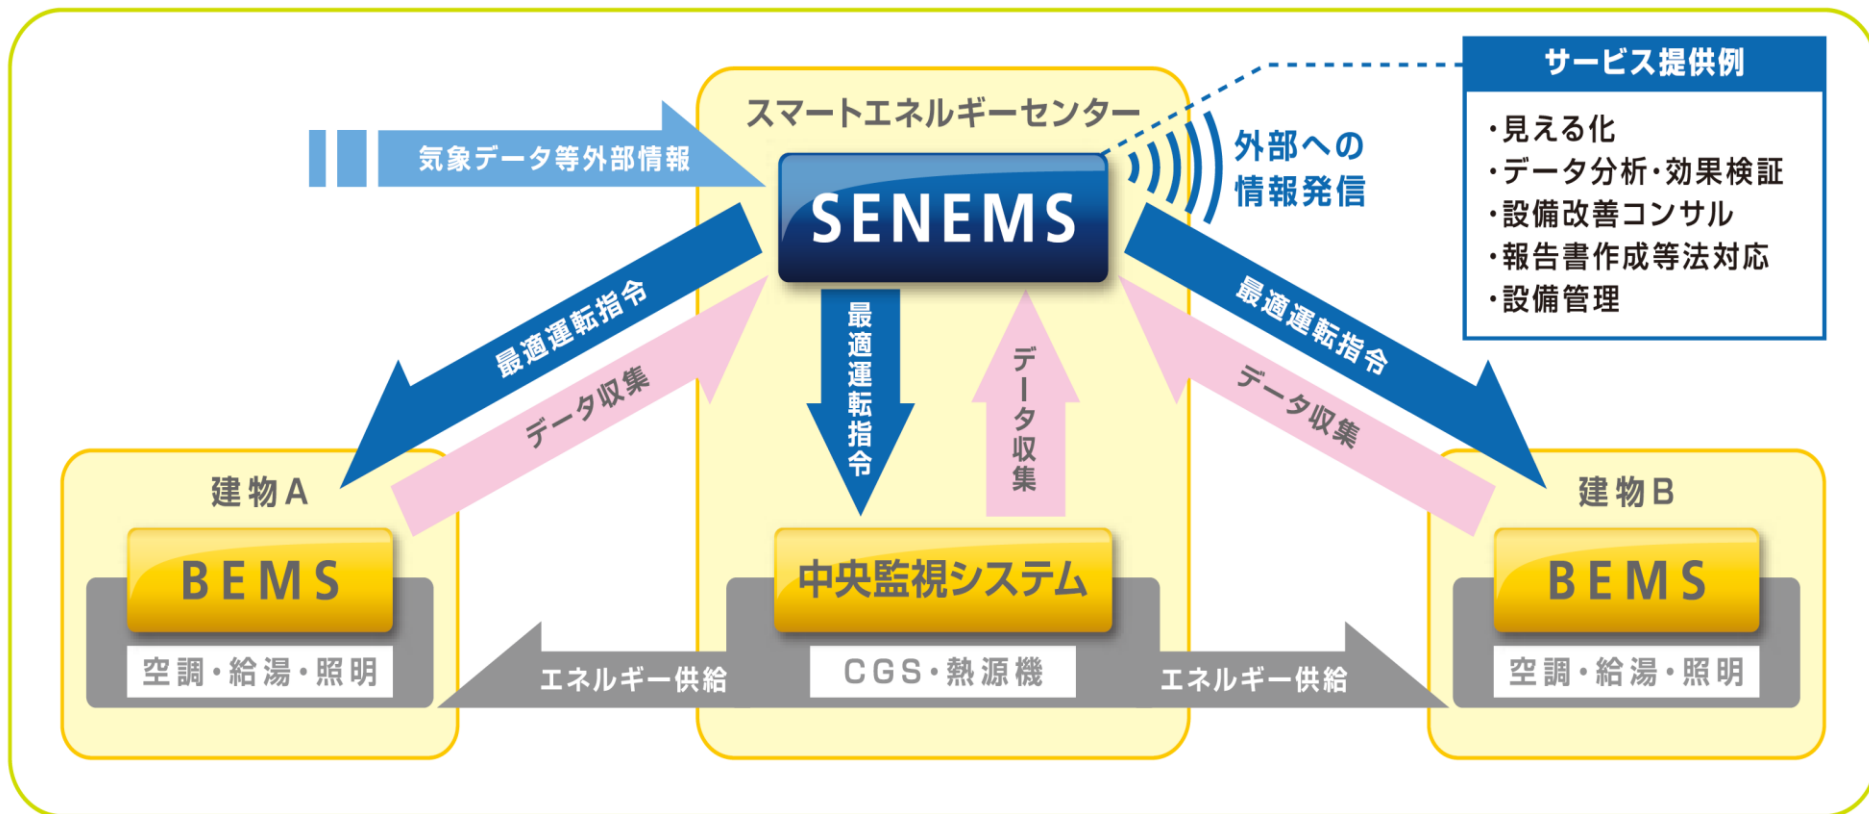 スマートエネルギーセンター
気象データ等外部情報
SENEMS
外部への
情報発信
サービス提供例
・見える化
・データ分析・効果検証
・設備改善コンサル
・報告書作成等法対応
・設備管理
最適運転指令
データ収集
最適運転指令
データ収集
最適運転指令
データ収集
建物A
BEMS
空調・給湯・照明
エネルギー供給
中央監視システム
CGS・熱源機
エネルギー供給
建物B
BEMS
空調・給湯・照明